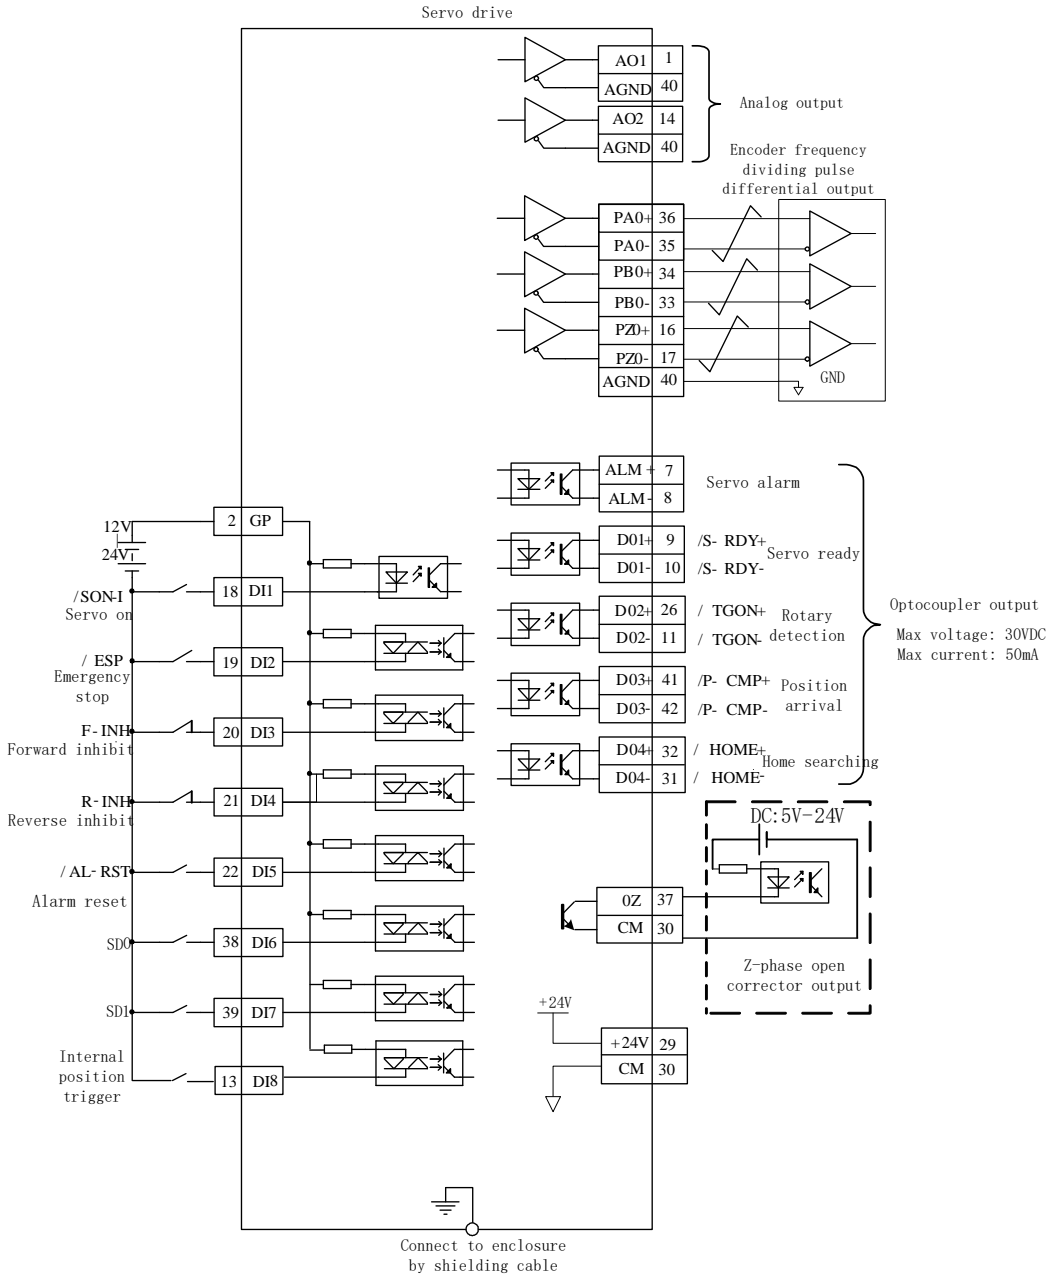 Servo drive
AO1 1
AGND 40
AO2 14
AGND 40
Analog output
Encoder frequency
dividing pulse
differential output
PA0+ 36
PA0- 35
PB0+ 34
PB0- 33
PZ0+ 16
PZ0- 17
AGND 40
GND
ALM + 7
ALM- 8
Servo alarm
D01+ 9 /S- RDY+
D01- 10 /S- RDY-
Servo ready
D02+ 26 / TGON+
D02- 11 / TGON-
Rotary
detection
D03+ 41 /P- CMP+
D03- 42 /P- CMP-
Position
arrival
D04+ 32 / HOME+
D04- 31 / HOME-
Home searching
Optocoupler output
Max voltage: 30VDC
Max current: 50mA
12V
24V
2 GP
/SON-I
Servo on
18 DI1
/ ESP
Emergency
stop
19 DI2
F- INH
Forward inhibit
20 DI3
R- INH
Reverse inhibit
21 DI4
/ AL- RST
Alarm reset
22 DI5
SD0
38 DI6
SD1
39 DI7
Internal
position
trigger
13 DI8
DC:5V-24V
0Z 37
CM 30
Z-phase open
corrector output
+24V
+24V 29
CM 30
Connect to enclosure
by shielding cable